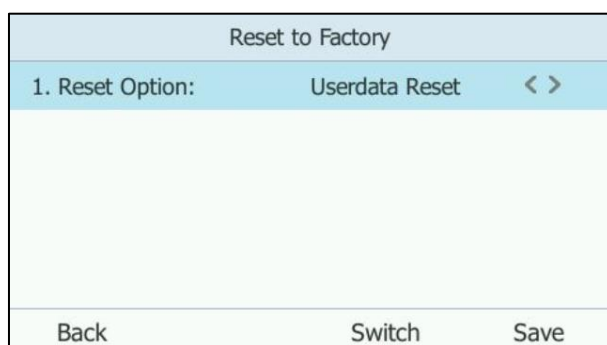 Reset to Factory
1. Reset Option: Userdata Reset < >
Back Switch Save